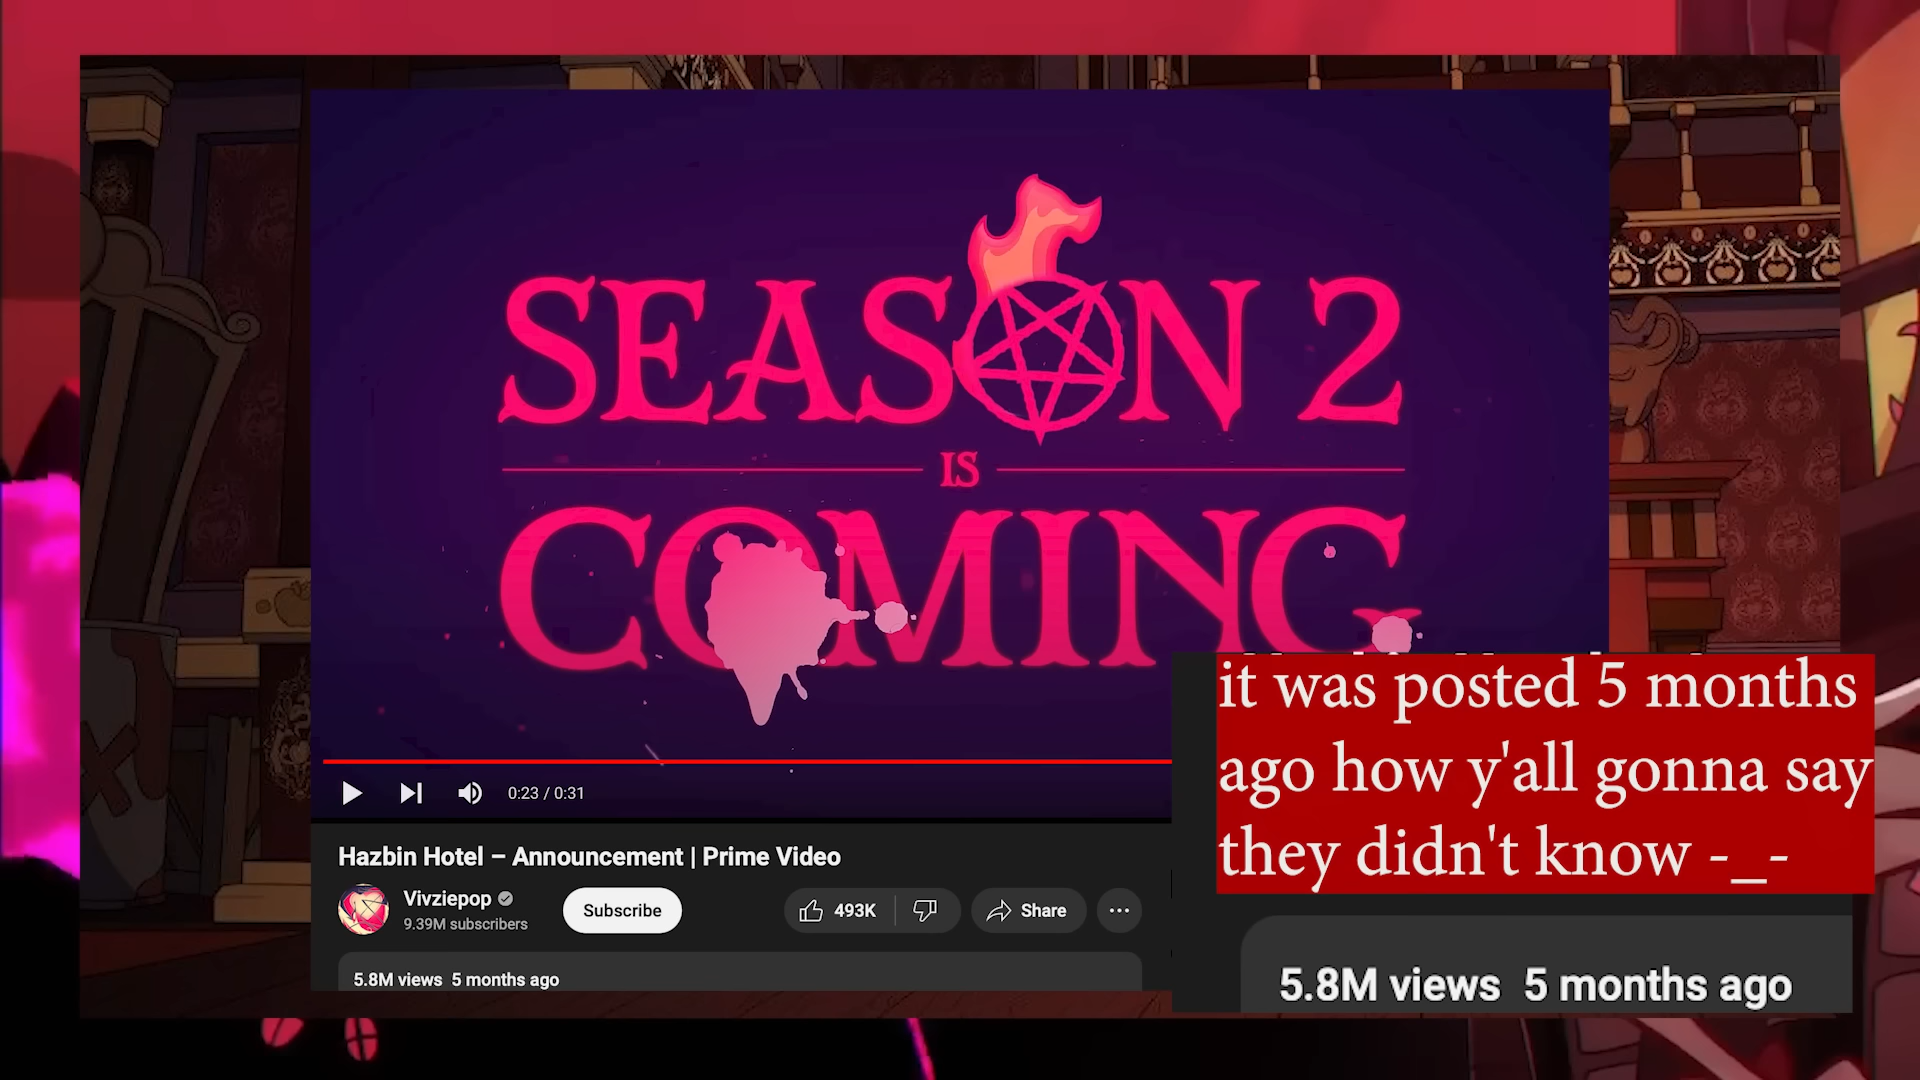 SEASON 2
IS
COMING
0:23 / 0:31
Hazbin Hotel – Announcement | Prime Video
Vivziepop
9.39M subscribers
Subscribe
493K
Share
5.8M views 5 months ago
it was posted 5 months
ago how y'all gonna say
they didn't know -_-
5.8M views 5 months ago